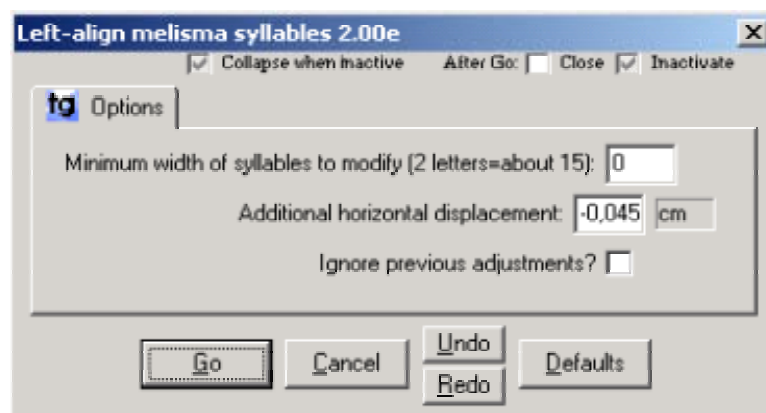 Left-align melisma syllables 2.00e
Collapse when inactive After Go: Close Inactivate
tg Options
Minimum width of syllables to modify (2 letters=about 15): 0
Additional horizontal displacement: -0,045 cm
Ignore previous adjustments?
Go Cancel Undo Defaults
Redo